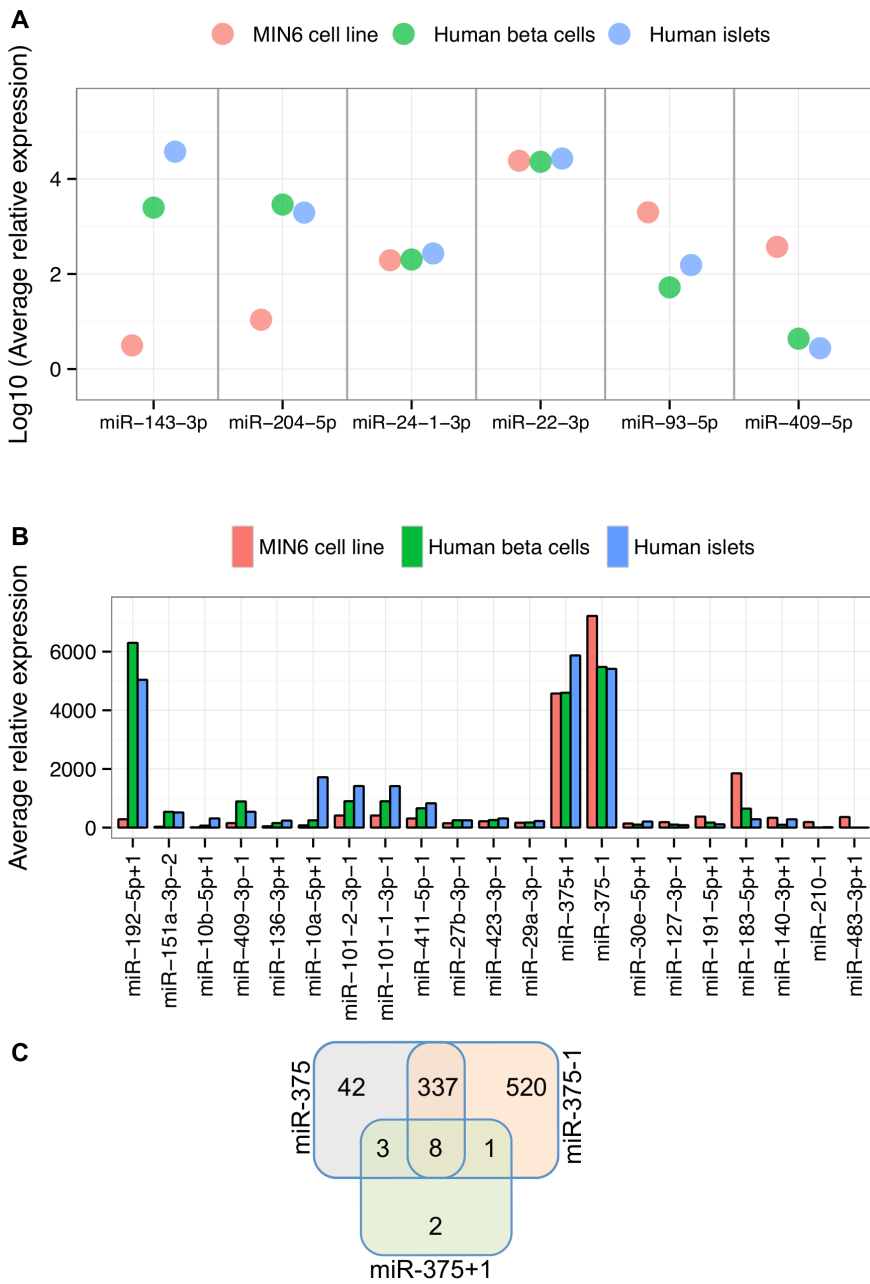 A
MIN6 cell line Human beta cells Human islets
Log10 (Average relative expression)
4
2
0
miR−143−3p miR−204−5p miR−24−1−3p miR−22−3p miR−93−5p miR−409−5p
B
MIN6 cell line Human beta cells Human islets
Average relative expression
6000
4000
2000
0
miR−192−5p+1
miR−151a−3p−2
miR−10b−5p+1
miR−409−3p−1
miR−136−3p+1
miR−10a−5p+1
miR−101−2−3p−1
miR−101−1−3p−1
miR−411−5p−1
miR−27b−3p−1
miR−423−3p−1
miR−29a−3p−1
miR−375+1
miR−375−1
miR−30e−5p+1
miR−127−3p−1
miR−191−5p+1
miR−183−5p+1
miR−140−3p+1
miR−210−1
miR−483−3p+1
C
miR-375
42 337 520
miR-375-1
3 8 1
2
miR-375+1